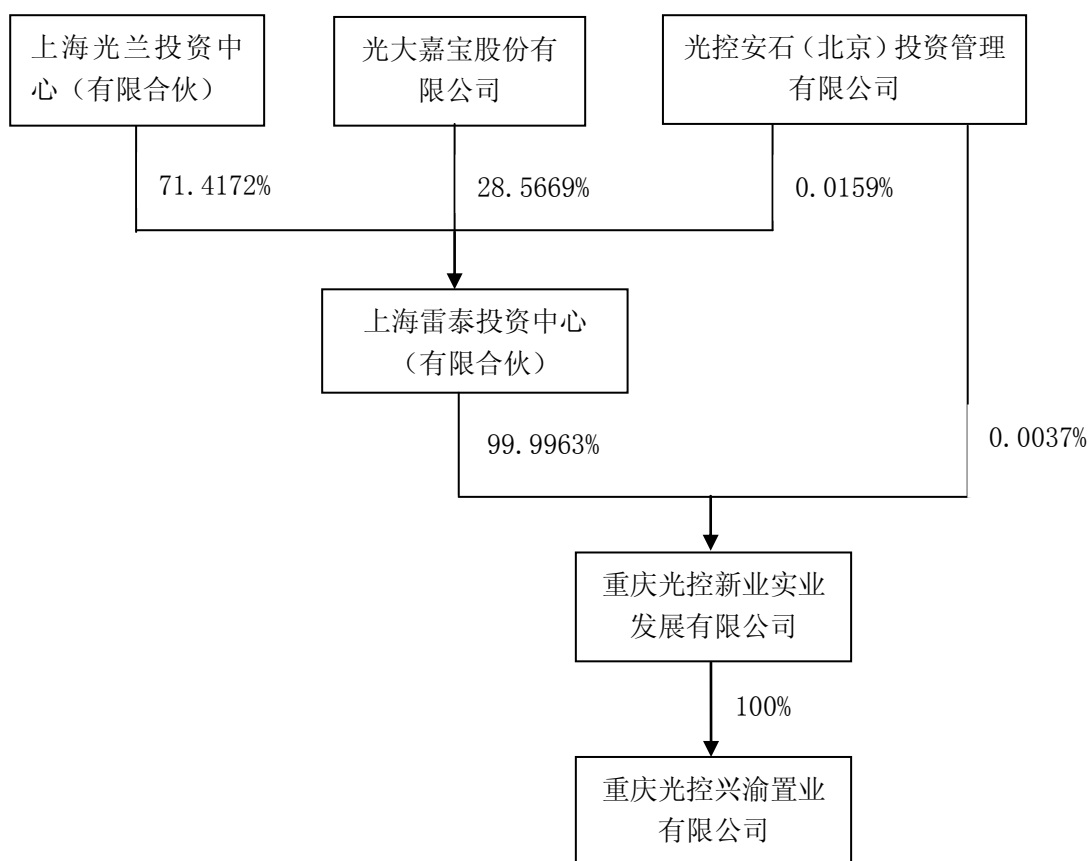 上海光兰投资中
心（有限合伙）
光大嘉宝股份有
限公司
光控安石（北京）投资管理
有限公司
71.4172%
28.5669%
0.0159%
上海雷泰投资中心
（有限合伙）
99.9963%
0.0037%
重庆光控新业实业
发展有限公司
100%
重庆光控兴渝置业
有限公司